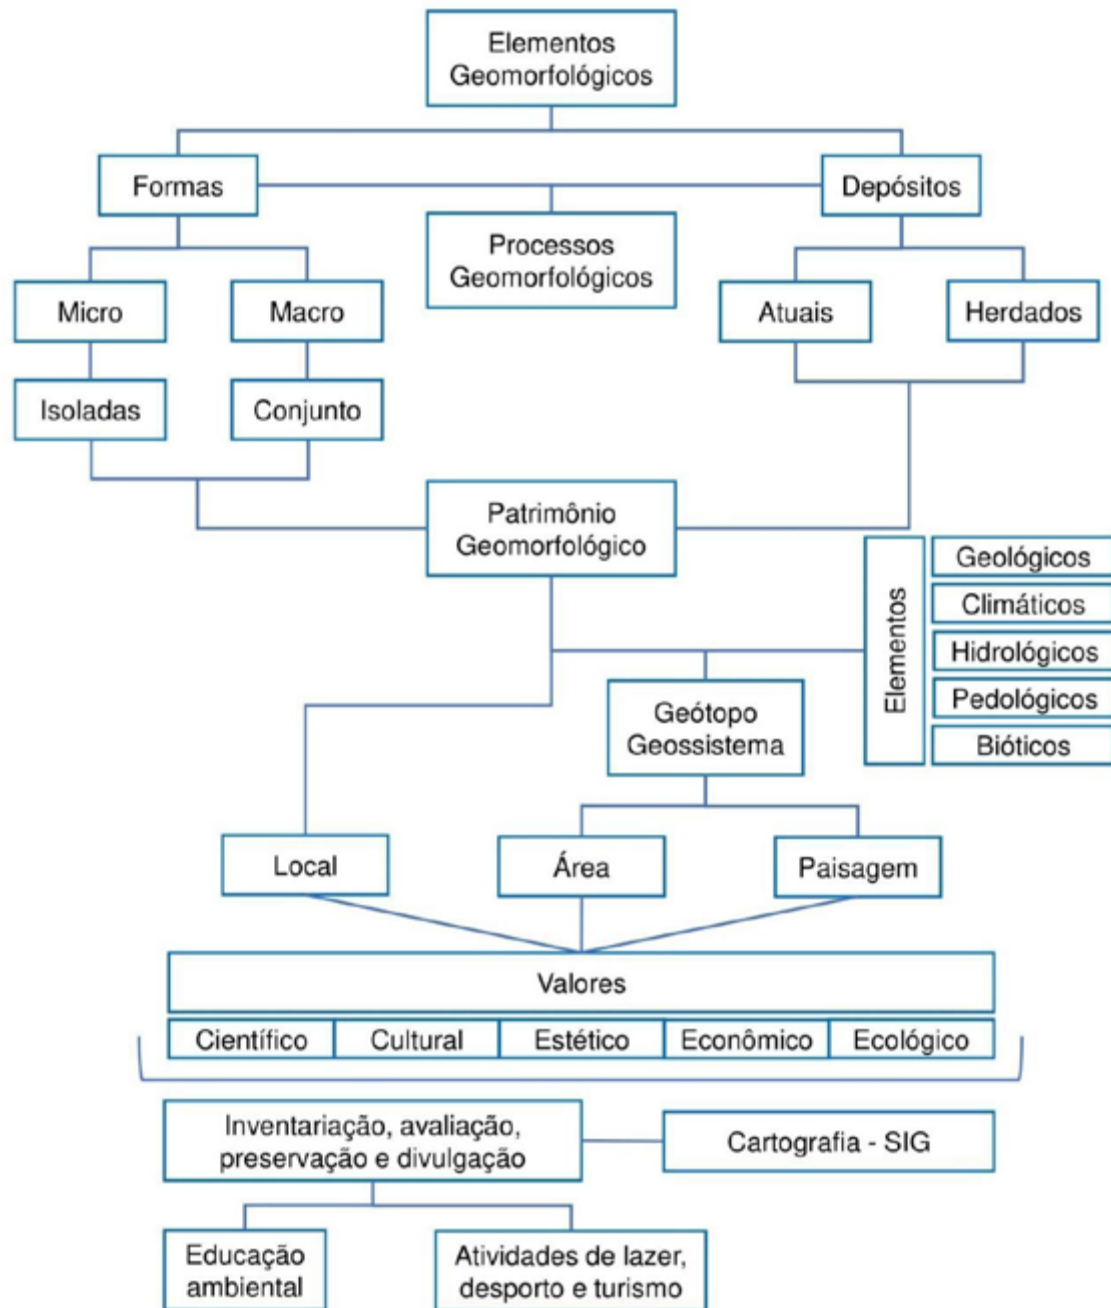 Elementos
Geomorfológicos
Formas
Depósitos
Processos
Geomorfológicos
Micro
Macro
Atuais
Herdados
Isoladas
Conjunto
Patrimônio
Geomorfológico
Elementos
Geológicos
Climáticos
Hidrológicos
Pedológicos
Bióticos
Geótopo
Geossistema
Local
Área
Paisagem
Valores
Científico
Cultural
Estético
Econômico
Ecológico
Inventariação, avaliação,
preservação e divulgação
Cartografia - SIG
Educação
ambiental
Atividades de lazer,
desporto e turismo